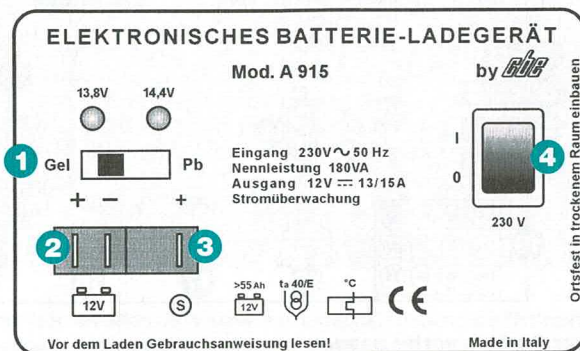 ELEKTRONISCHES BATTERIE-LADEGERÄT
Mod. A 915
by cbe
13,8V 14,4V
1 Gel Pb
+ − +
2 3
12V S
Eingang 230V ~ 50 Hz
Nennleistung 180VA
Ausgang 12V ⎓ 13/15A
Stromüberwachung
>55 Ah ta 40/E °C
12V CE
I
0
4
230 V
Ortsfest in trockenem Raum einbauen
Vor dem Laden Gebrauchsanweisung lesen!
Made in Italy